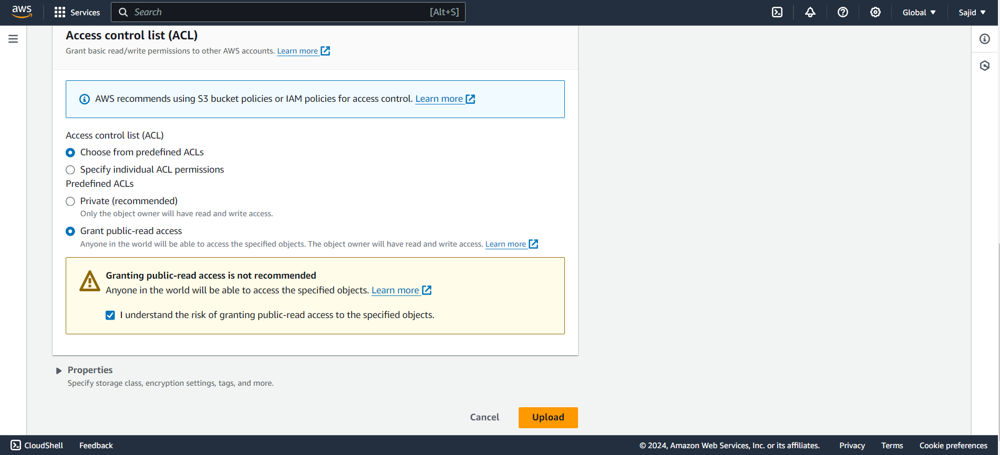 aws
Services
Search
[Alt+S]
Global
Sajid
Access control list (ACL)
Grant basic read/write permissions to other AWS accounts. Learn more
AWS recommends using S3 bucket policies or IAM policies for access control. Learn more
Access control list (ACL)
Choose from predefined ACLs
Specify individual ACL permissions
Predefined ACLs
Private (recommended)
Only the object owner will have read and write access.
Grant public-read access
Anyone in the world will be able to access the specified objects. The object owner will have read and write access. Learn more
Granting public-read access is not recommended
Anyone in the world will be able to access the specified objects. Learn more
I understand the risk of granting public-read access to the specified objects.
Properties
Specify storage class, encryption settings, tags, and more.
Cancel
Upload
CloudShell
Feedback
© 2024, Amazon Web Services, Inc. or its affiliates.
Privacy
Terms
Cookie preferences